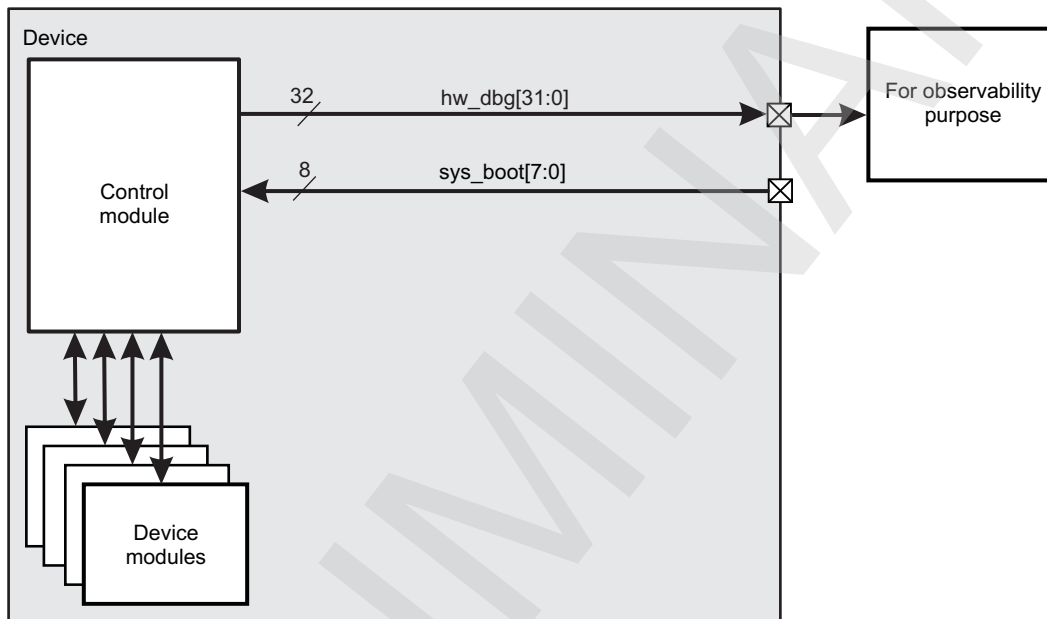 Device
32
hw_dbg[31:0]
For observability
purpose
8
sys_boot[7:0]
Control
module
Device
modules